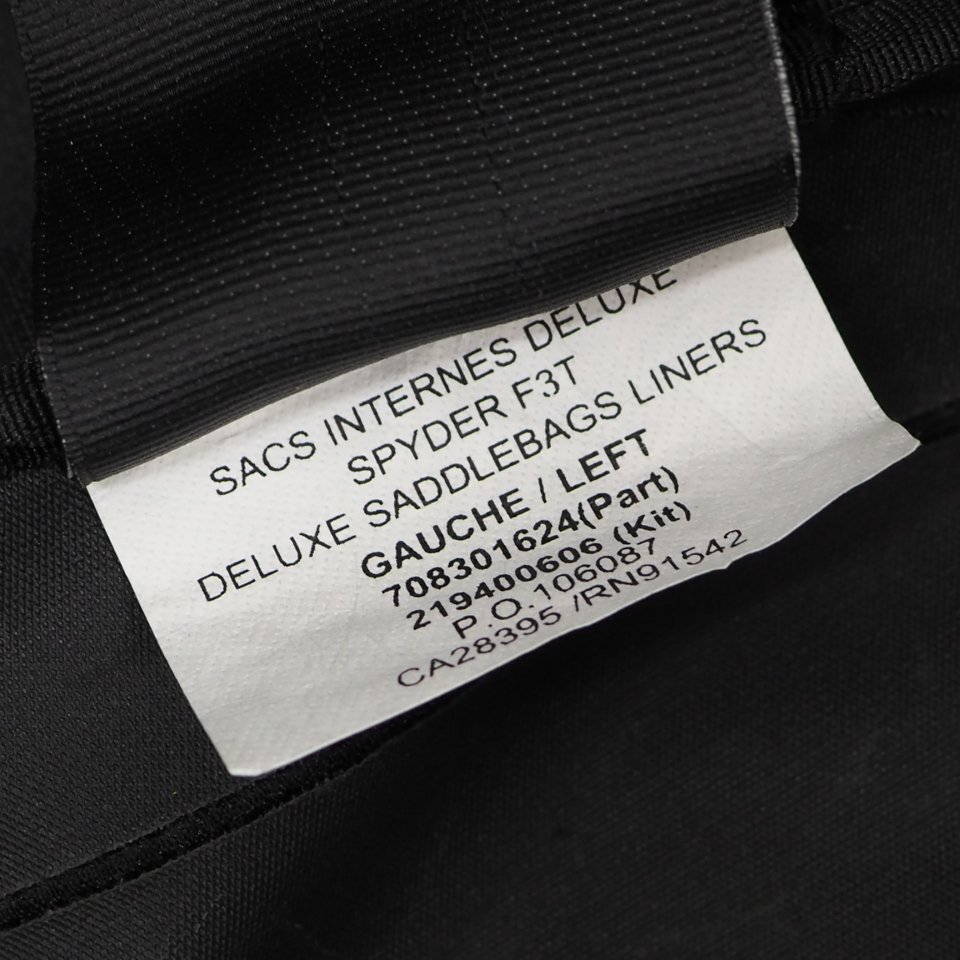 SACS INTERNES DELUXE
SPYDER F3T
DELUXE SADDLEBAGS LINERS
GAUCHE / LEFT
708301624(Part)
219400606 (Kit)
P.O.106087
CA28395 /RN91542